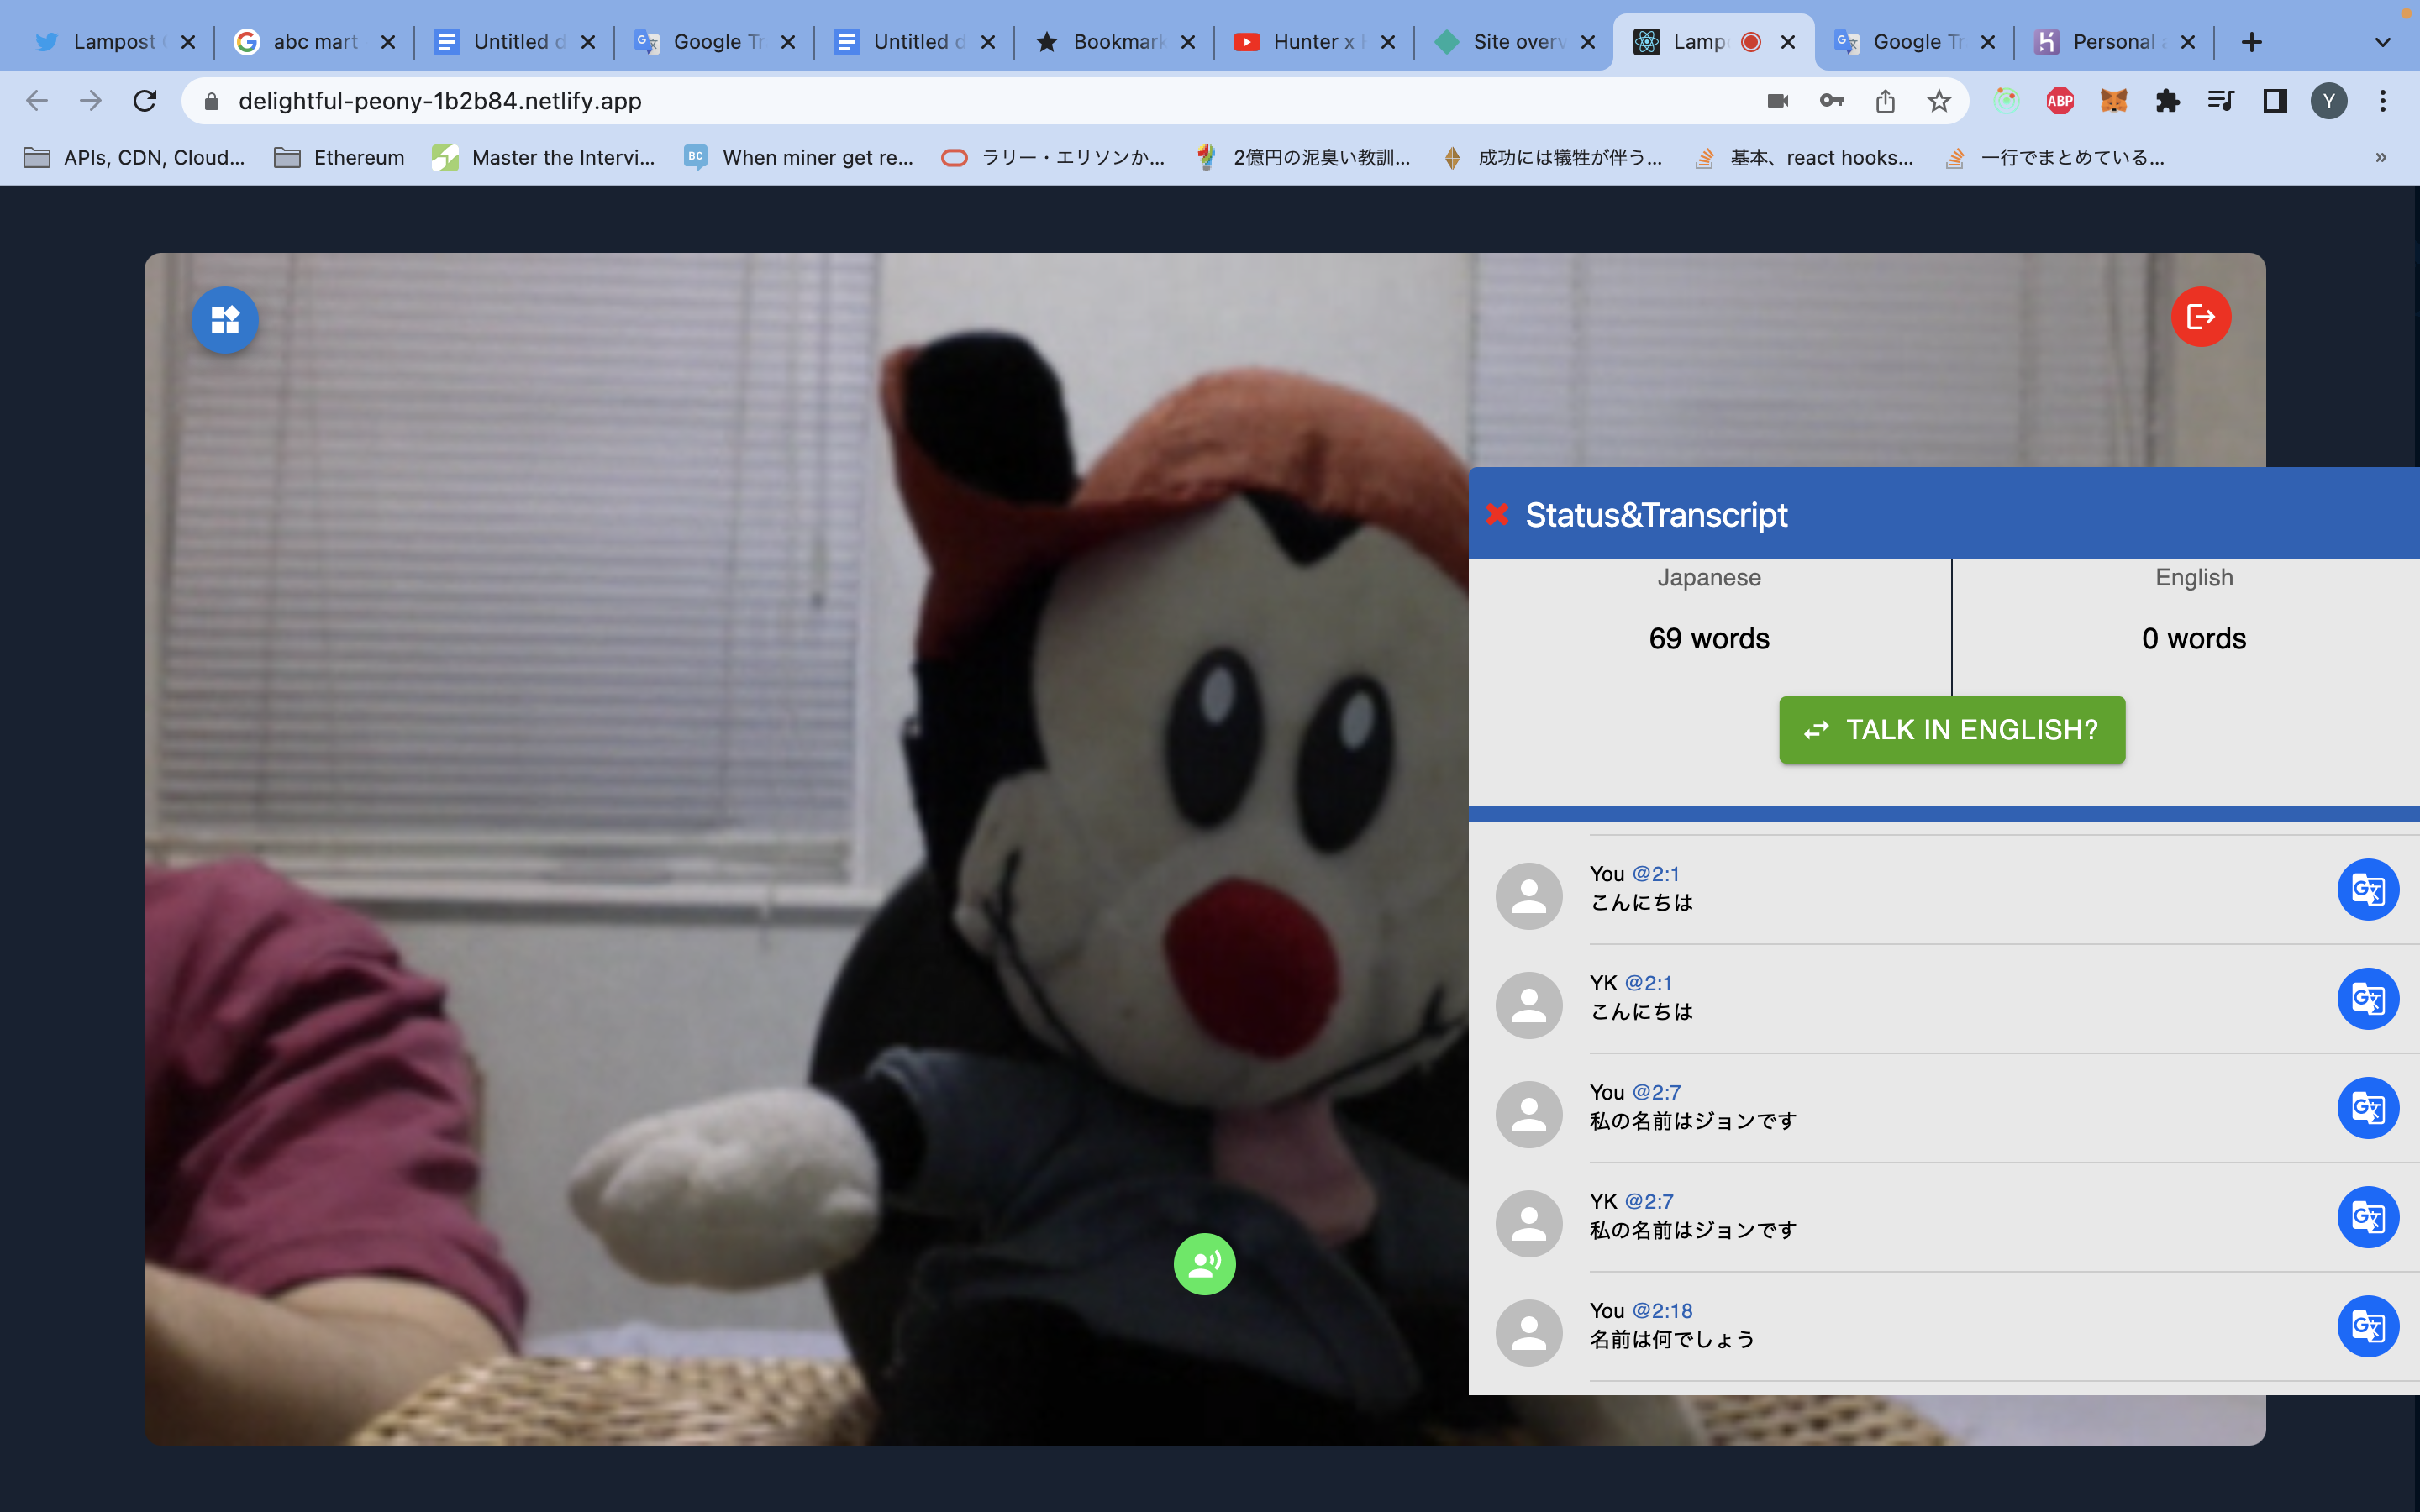 Lampost
abc mart
Untitled d
Google Tr
Untitled d
Bookmark
Hunter x
Site overv
Lamp
Google Tr
Personal
delightful-peony-1b2b84.netlify.app
ABP
Y
APIs, CDN, Cloud...
Ethereum
Master the Intervi...
BC
When miner get re...
ラリー・エリソンか...
2億円の泥臭い教訓...
成功には犠牲が伴う...
基本、react hooks...
一行でまとめている...
»
Status&Transcript
Japanese
English
69 words
0 words
TALK IN ENGLISH?
You @2:1
こんにちは
YK @2:1
こんにちは
You @2:7
私の名前はジョンです
YK @2:7
私の名前はジョンです
You @2:18
名前は何でしょう